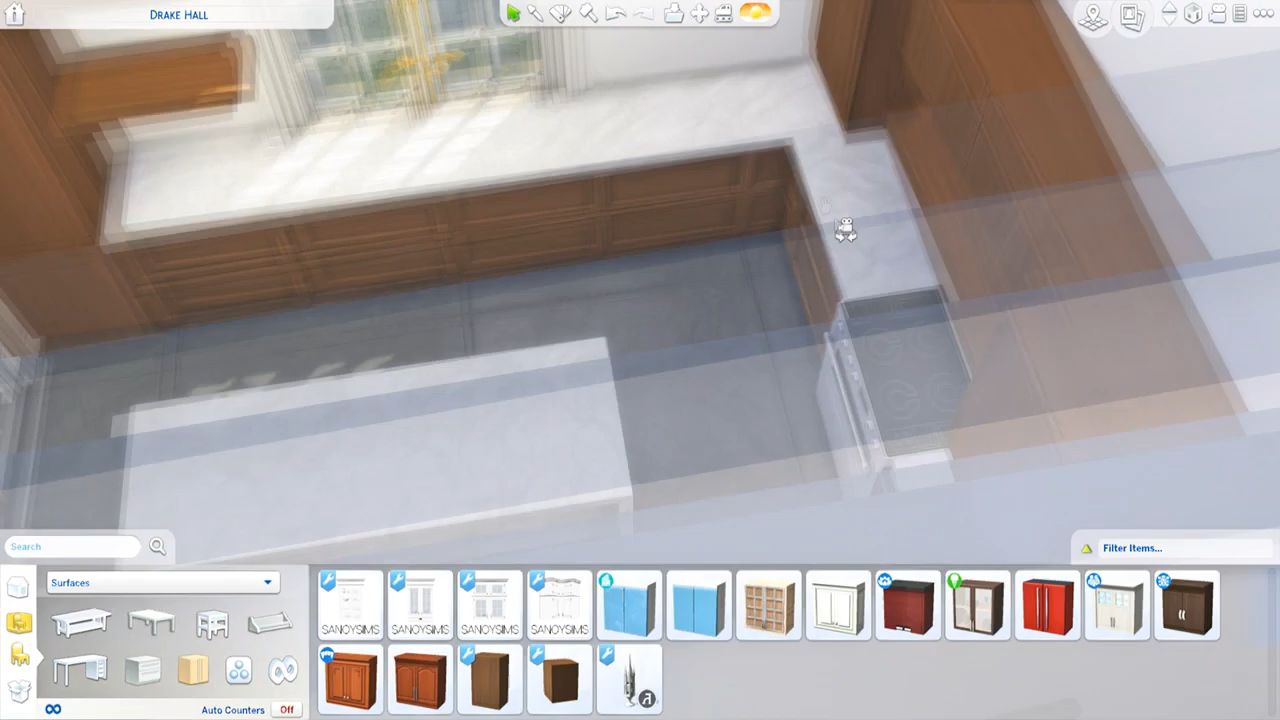 DRAKE HALL
Search
Filter Items...
Surfaces
SANOYSIMS
SANOYSIMS
SANOYSIMS
SANOYSIMS
Auto Counters
Off